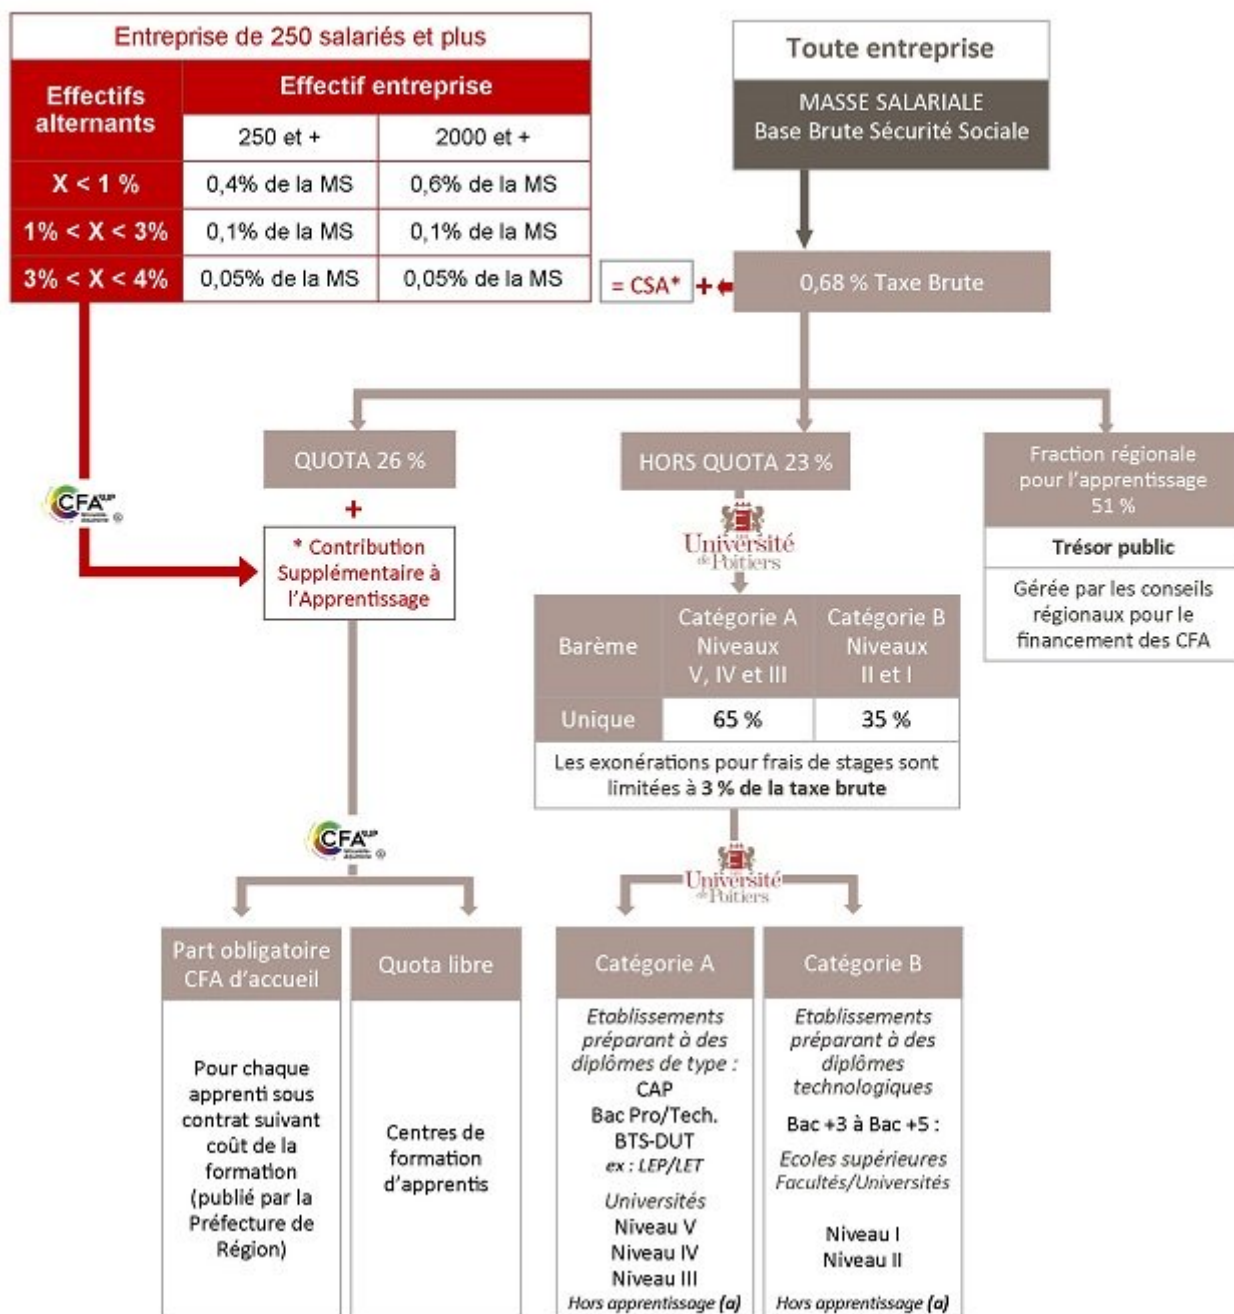 Entreprise de 250 salariés et plus
Effectifs alternants
Effectif entreprise
250 et +
2000 et +
X < 1 %
0,4% de la MS
0,6% de la MS
1% < X < 3%
0,1% de la MS
0,1% de la MS
3% < X < 4%
0,05% de la MS
0,05% de la MS
Toute entreprise
MASSE SALARIALE
Base Brute Sécurité Sociale
= CSA*
+
0,68 % Taxe Brute
QUOTA 26 %
+
* Contribution
Supplémentaire à
l'Apprentissage
CFA SUP
HORS QUOTA 23 %
Université
de Poitiers
Barème
Catégorie A
Niveaux
V, IV et III
Catégorie B
Niveaux
II et I
Unique
65 %
35 %
Les exonérations pour frais de stages sont
limitées à 3 % de la taxe brute
Fraction régionale
pour l'apprentissage
51 %
Trésor public
Gérée par les conseils
régionaux pour le
financement des CFA
CFA SUP
Université
de Poitiers
Part obligatoire
CFA d'accueil
Pour chaque
apprenti sous
contrat suivant
coût de la
formation
(publié par la
Préfecture de
Région)
Quota libre
Centres de
formation
d'apprentis
Catégorie A
Etablissements
préparant à des
diplômes de type :
CAP
Bac Pro/Tech.
BTS-DUT
ex : LEP/LET
Universités
Niveau V
Niveau IV
Niveau III
Hors apprentissage (a)
Catégorie B
Etablissements
préparant à des
diplômes
technologiques
Bac +3 à Bac +5 :
Ecoles supérieures
Facultés/Universités
Niveau I
Niveau II
Hors apprentissage (a)